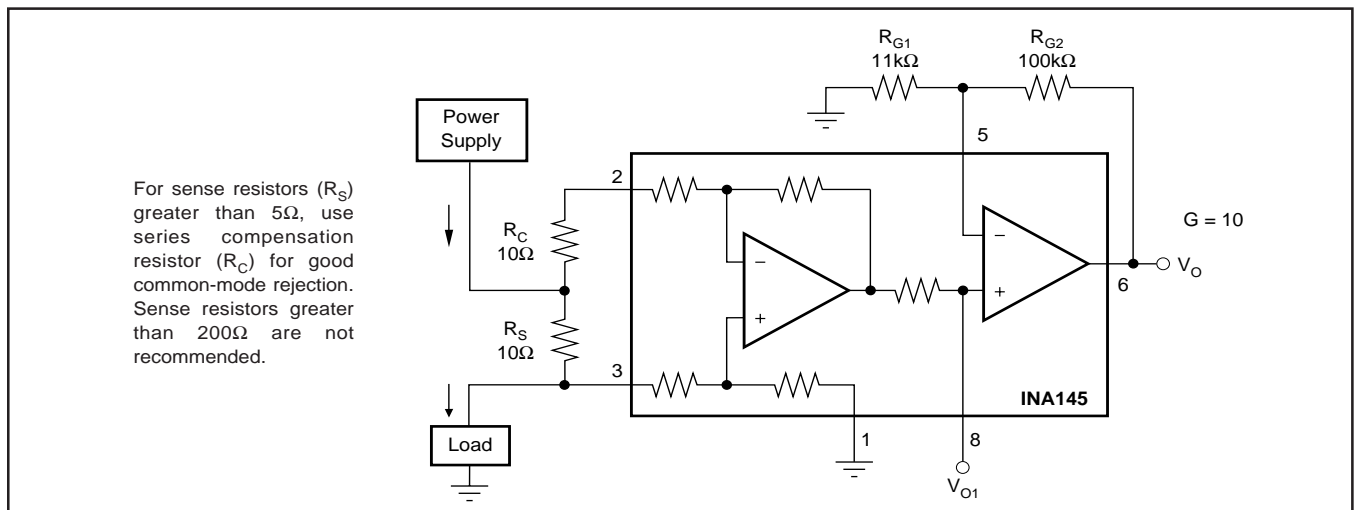 For sense resistors (RS)
greater than 5Ω, use
series compensation
resistor (RC) for good
common-mode rejection.
Sense resistors greater
than 200Ω are not
recommended.
Power
Supply
RC
10Ω
RS
10Ω
Load
2
3
RG1
11kΩ
RG2
100kΩ
5
−
+
−
+
6
G = 10
VO
INA145
1
8
VO1